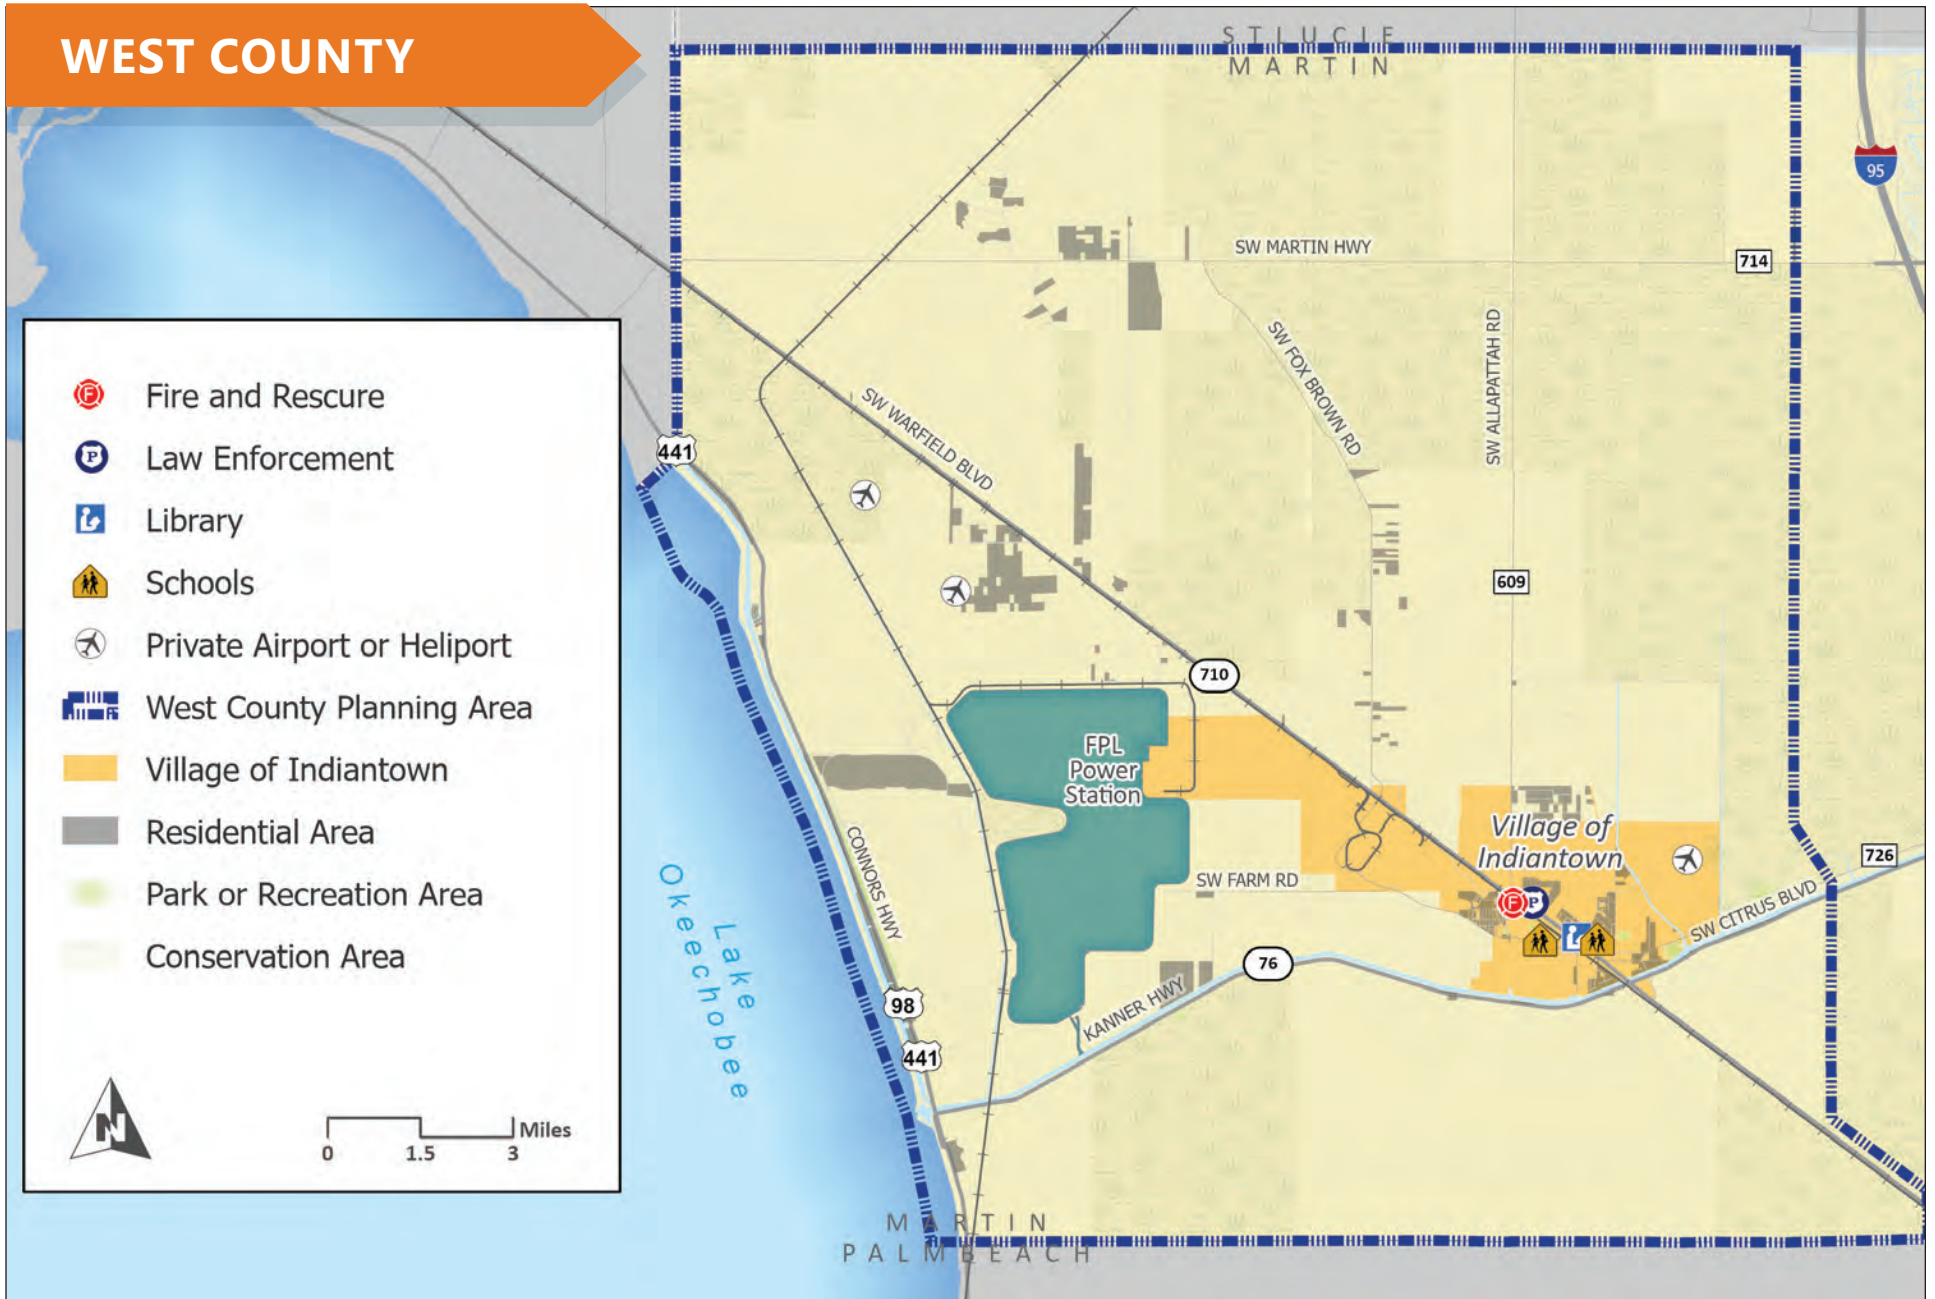 WEST COUNTY
ST LUCIE
MARTIN
95
SW MARTIN HWY
714
SW FOX BROWN RD
SW ALLAPATTAH RD
SW WARFIELD BLVD
441
609
710
FPL
Power
Station
Village of
Indiantown
726
SW CITRUS BLVD
SW FARM RD
CONNORS HWY
F
P
76
KANNER HWY
98
441
Lake
Okeechobee
MARTIN
PALM BEACH
F
Fire and Rescure
P
Law Enforcement
Library
Schools
Private Airport or Heliport
West County Planning Area
Village of Indiantown
Residential Area
Park or Recreation Area
Conservation Area
N
Miles
0 1.5 3